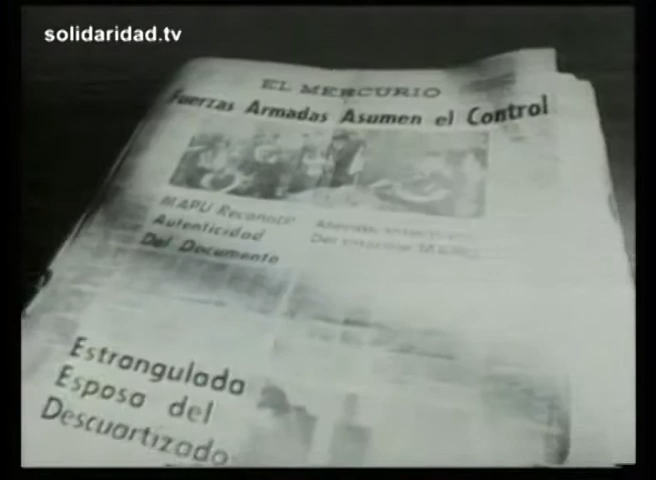 solidaridad.tv
EL MERCURIO
Fuerzas Armadas Asumen el Control
MAPU Reconoce
Autenticidad
Del Documento
Estrangulada
Esposa del
Descuartizado